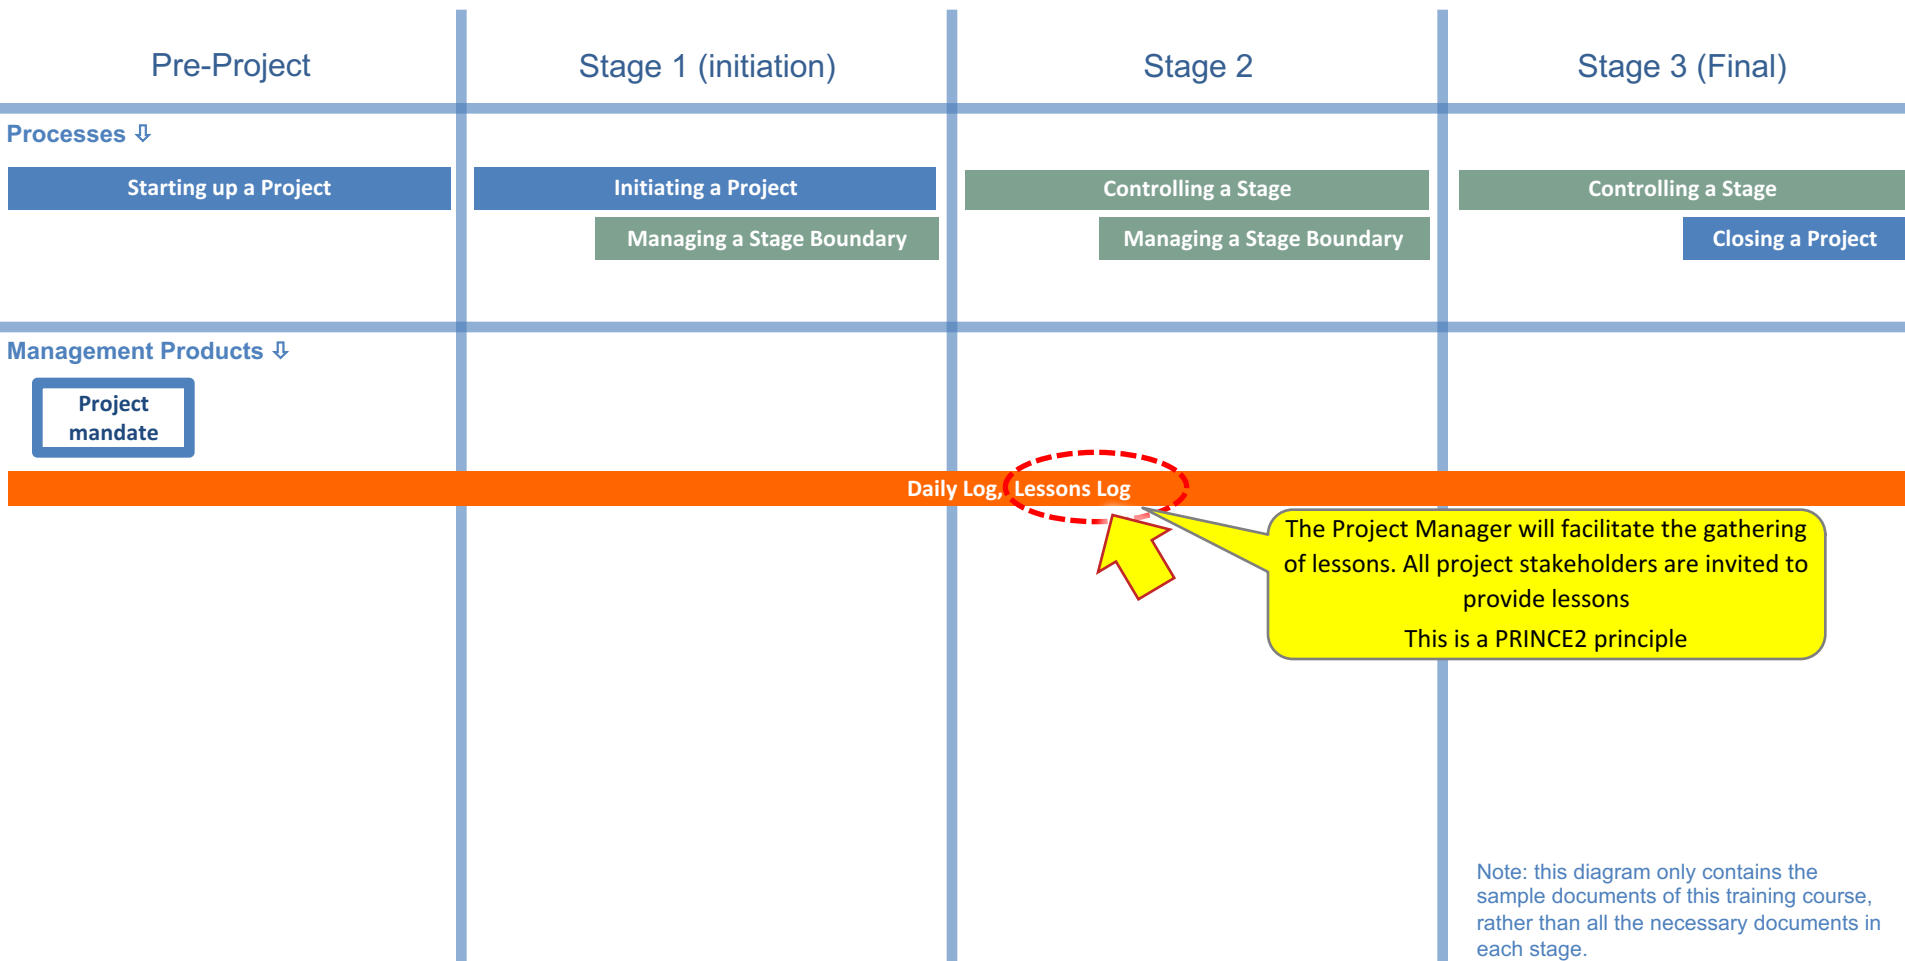 Pre-Project
Stage 1 (initiation)
Stage 2
Stage 3 (Final)
Processes ⇩
Starting up a Project
Initiating a Project
Controlling a Stage
Controlling a Stage
Managing a Stage Boundary
Managing a Stage Boundary
Closing a Project
Management Products ⇩
Project
mandate
Daily Log, Lessons Log
The Project Manager will facilitate the gathering
of lessons. All project stakeholders are invited to
provide lessons
This is a PRINCE2 principle
Note: this diagram only contains the
sample documents of this training course,
rather than all the necessary documents in
each stage.